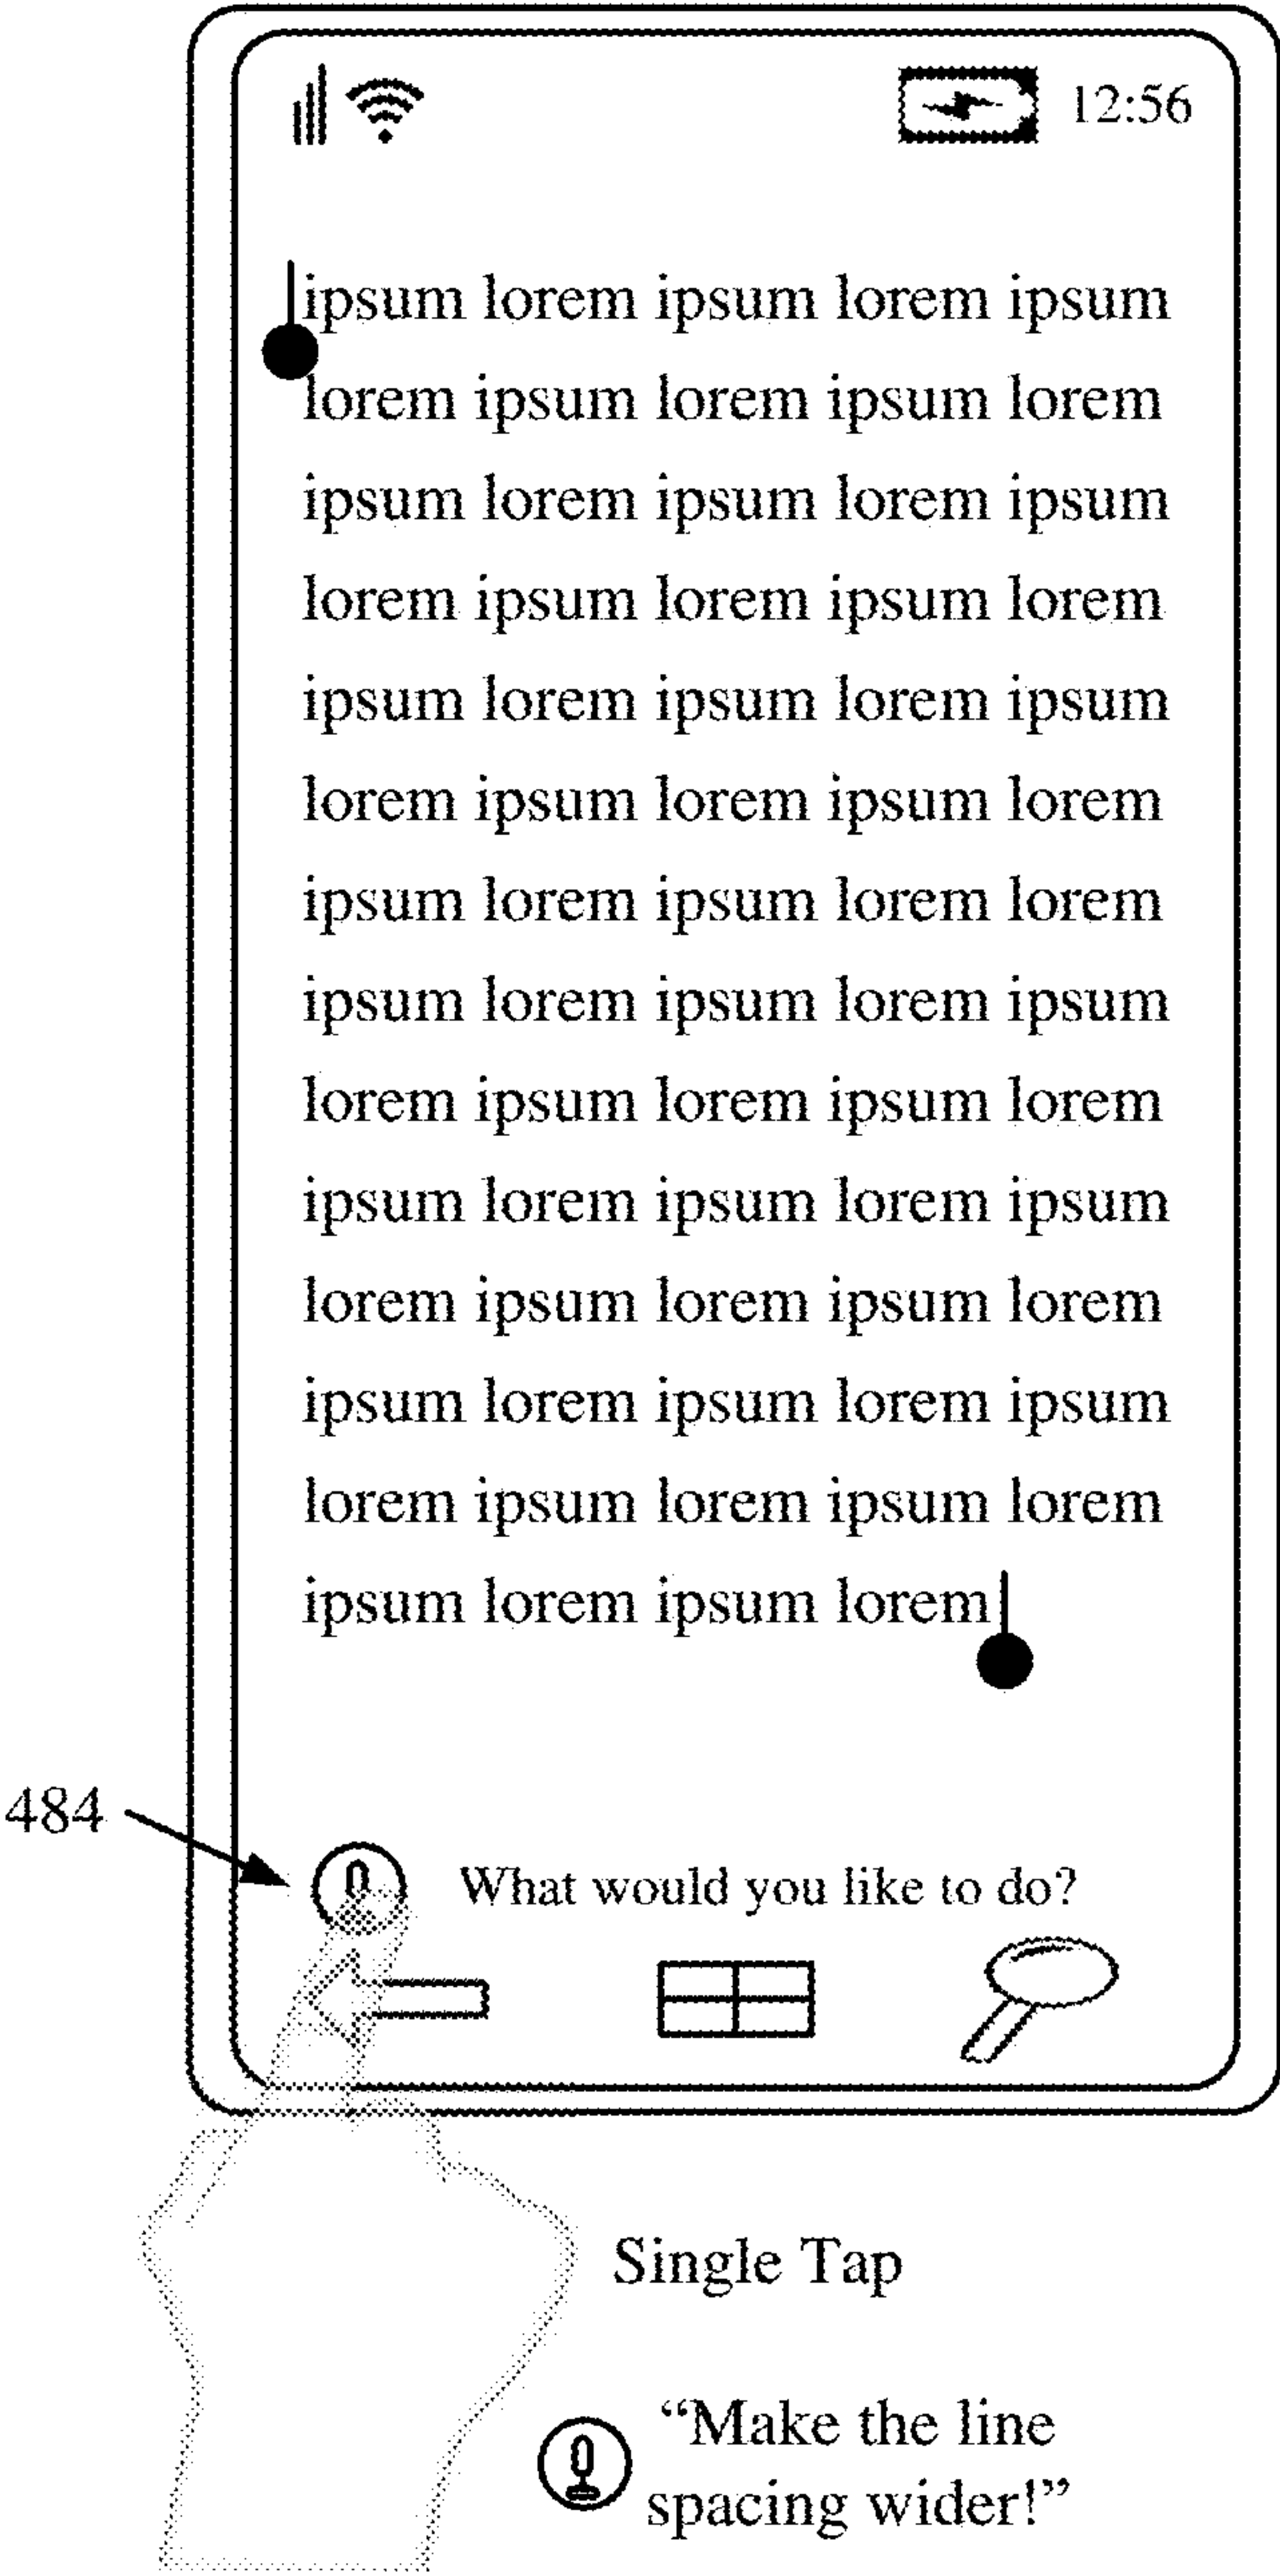 12:56
ipsum lorem ipsum lorem ipsum
lorem ipsum lorem ipsum lorem
ipsum lorem ipsum lorem ipsum
lorem ipsum lorem ipsum lorem
ipsum lorem ipsum lorem ipsum
lorem ipsum lorem ipsum lorem
ipsum lorem ipsum lorem lorem
ipsum lorem ipsum lorem ipsum
lorem ipsum lorem ipsum lorem
ipsum lorem ipsum lorem ipsum
lorem ipsum lorem ipsum lorem
ipsum lorem ipsum lorem ipsum
lorem ipsum lorem ipsum lorem
ipsum lorem ipsum lorem
484
What would you like to do?
Single Tap
“Make the line
spacing wider!”